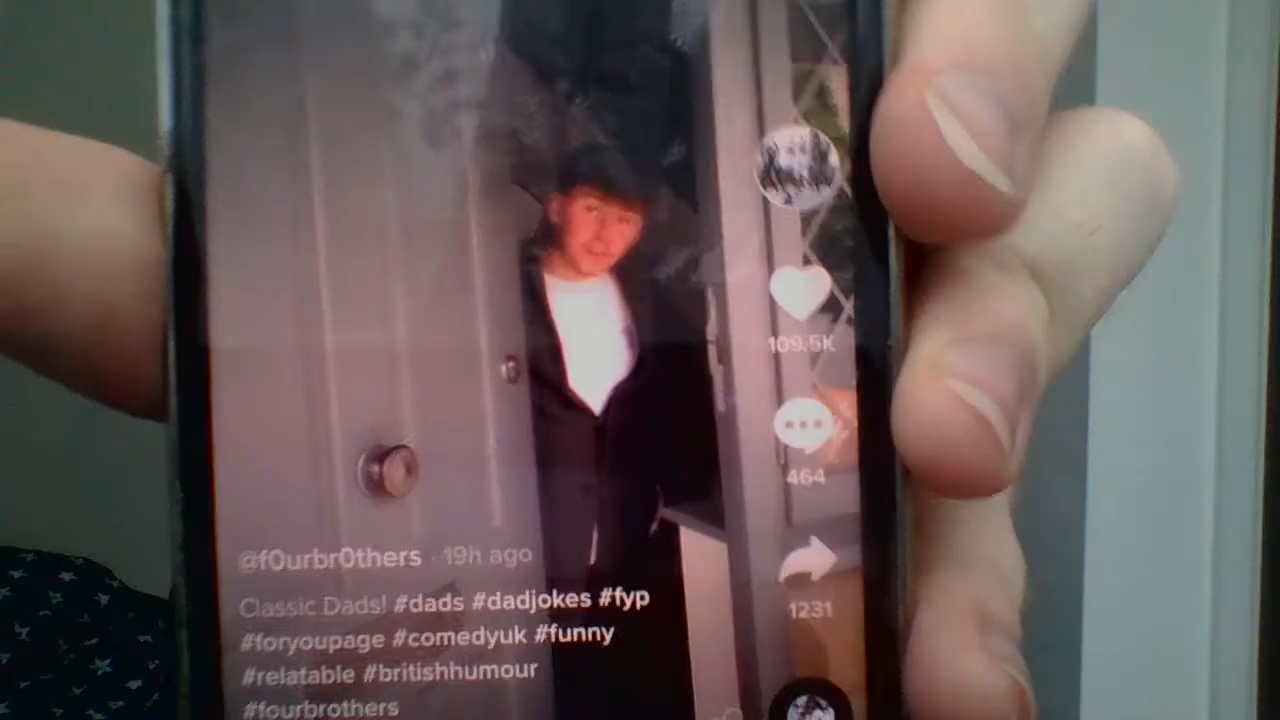 109.5K
464
1231
@f0urbr0thers · 19h ago
Classic Dads! #dads #dadjokes #fyp
#foryoupage #comedyuk #funny
#relatable #britishhumour
#fourbrothers